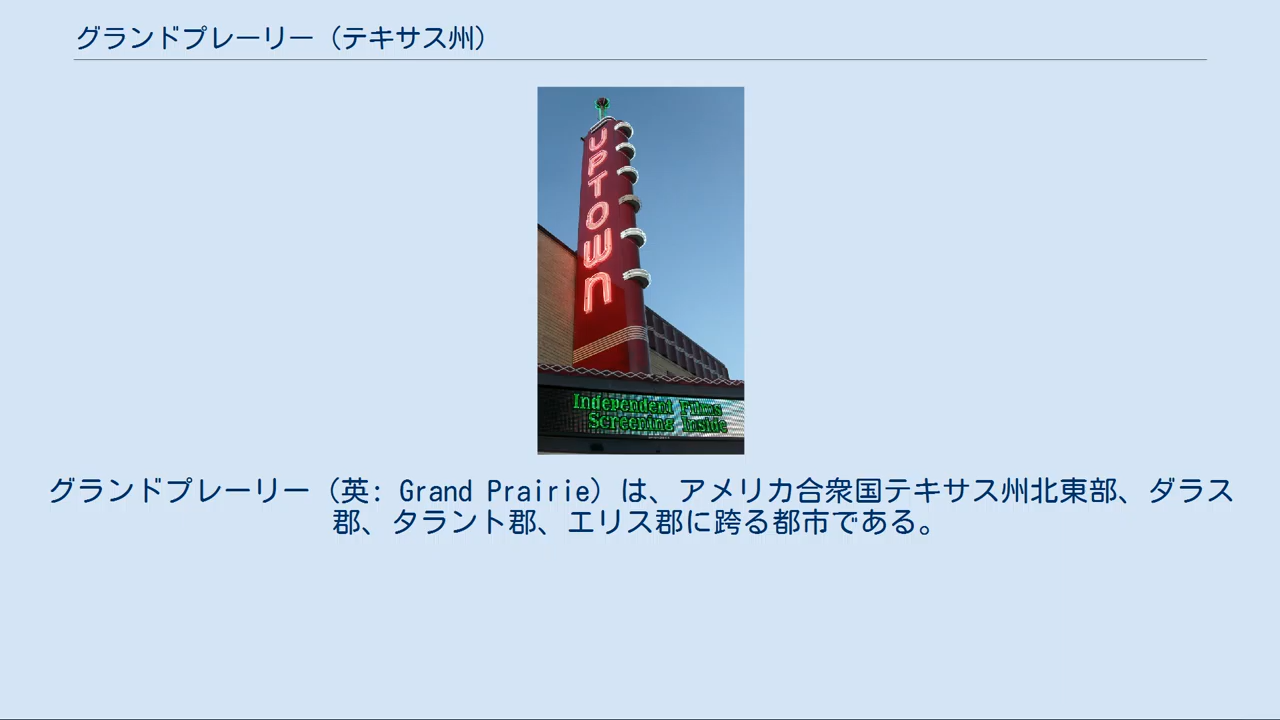 グランドプレーリー（テキサス州）
UPTOWN
Independent Films
Screening Inside
グランドプレーリー（英: Grand Prairie）は、アメリカ合衆国テキサス州北東部、ダラス
郡、タラント郡、エリス郡に跨る都市である。